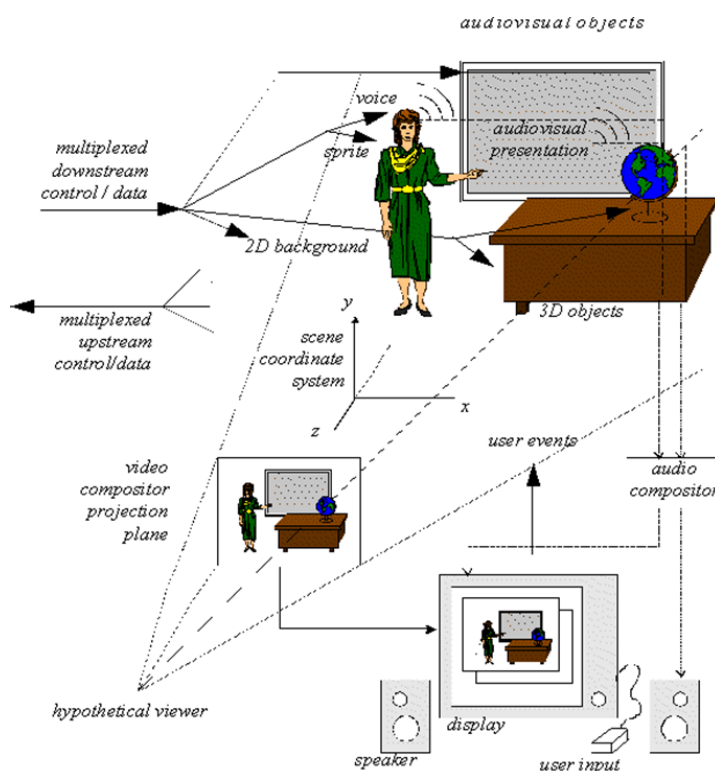 audiovisual objects
voice
multiplexed
downstream
control / data
sprite
audiovisual
presentation
2D background
3D objects
multiplexed
upstream
control/data
y
scene
coordinate
system
x
z
user events
video
compositor
projection
plane
audio
compositor
hypothetical viewer
display
speaker
user input